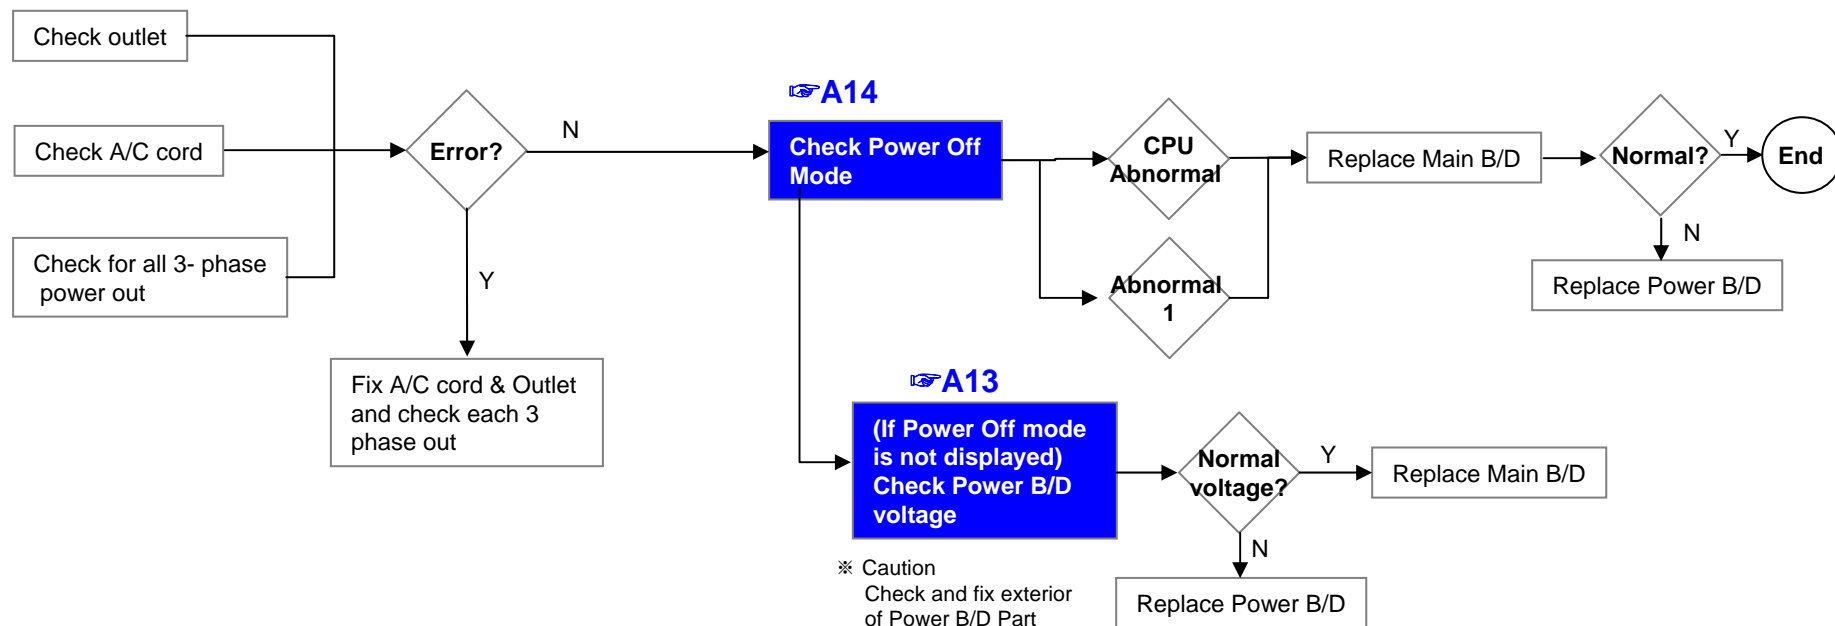 Check outlet
Check A/C cord
Check for all 3- phase
power out
Error?
N
Y
Fix A/C cord & Outlet
and check each 3
phase out
☞A14
Check Power Off
Mode
CPU
Abnormal
Abnormal
1
Replace Main B/D
Normal?
Y
End
N
Replace Power B/D
☞A13
(If Power Off mode
is not displayed)
Check Power B/D
voltage
※ Caution
Check and fix exterior
of Power B/D Part
Normal
voltage?
Y
Replace Main B/D
N
Replace Power B/D